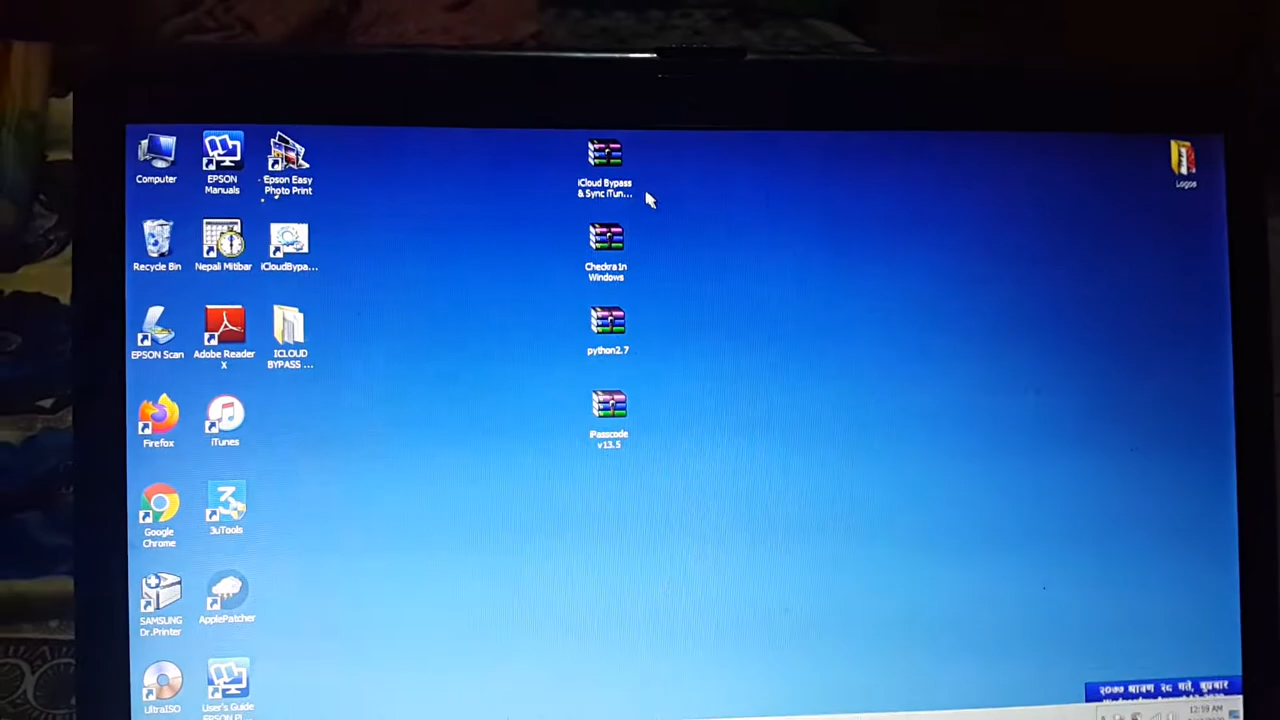 Computer
EPSON
Manuals
Epson Easy
Photo Print
iCloud Bypass
& Sync iTun...
Logos
Recycle Bin
Nepali Mitibar
iCloudBypa...
Checkra1n
Windows
EPSON Scan
Adobe Reader
X
ICLOUD
BYPASS ...
python2.7
Firefox
iTunes
iPasscode
v13.5
Google
Chrome
3uTools
SAMSUNG
Dr.Printer
ApplePatcher
UltraISO
User's Guide
EPSON
२०७७ श्रावण २८ गते, बुधबार
12:59 AM